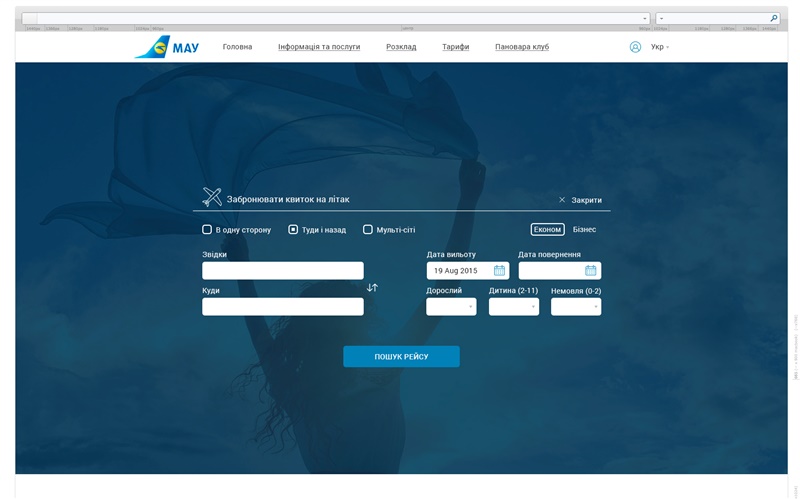 МАУ
Головна Інформація та послуги Розклад Тарифи Пановара клуб Укр
Забронювати квиток на літак Закрити
В одну сторону Туди і назад Мульті-сіті Економ Бізнес
Звідки Дата вильоту Дата повернення
19 Aug 2015
Куди Дорослий Дитина (2-11) Немовля (0-2)
ПОШУК РЕЙСУ